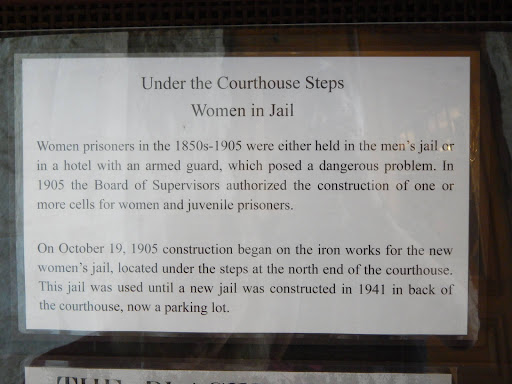 Under the Courthouse Steps
Women in Jail
Women prisoners in the 1850s-1905 were either held in the men's jail or
in a hotel with an armed guard, which posed a dangerous problem. In
1905 the Board of Supervisors authorized the construction of one or
more cells for women and juvenile prisoners.
On October 19, 1905 construction began on the iron works for the new
women's jail, located under the steps at the north end of the courthouse.
This jail was used until a new jail was constructed in 1941 in back of
the courthouse, now a parking lot.